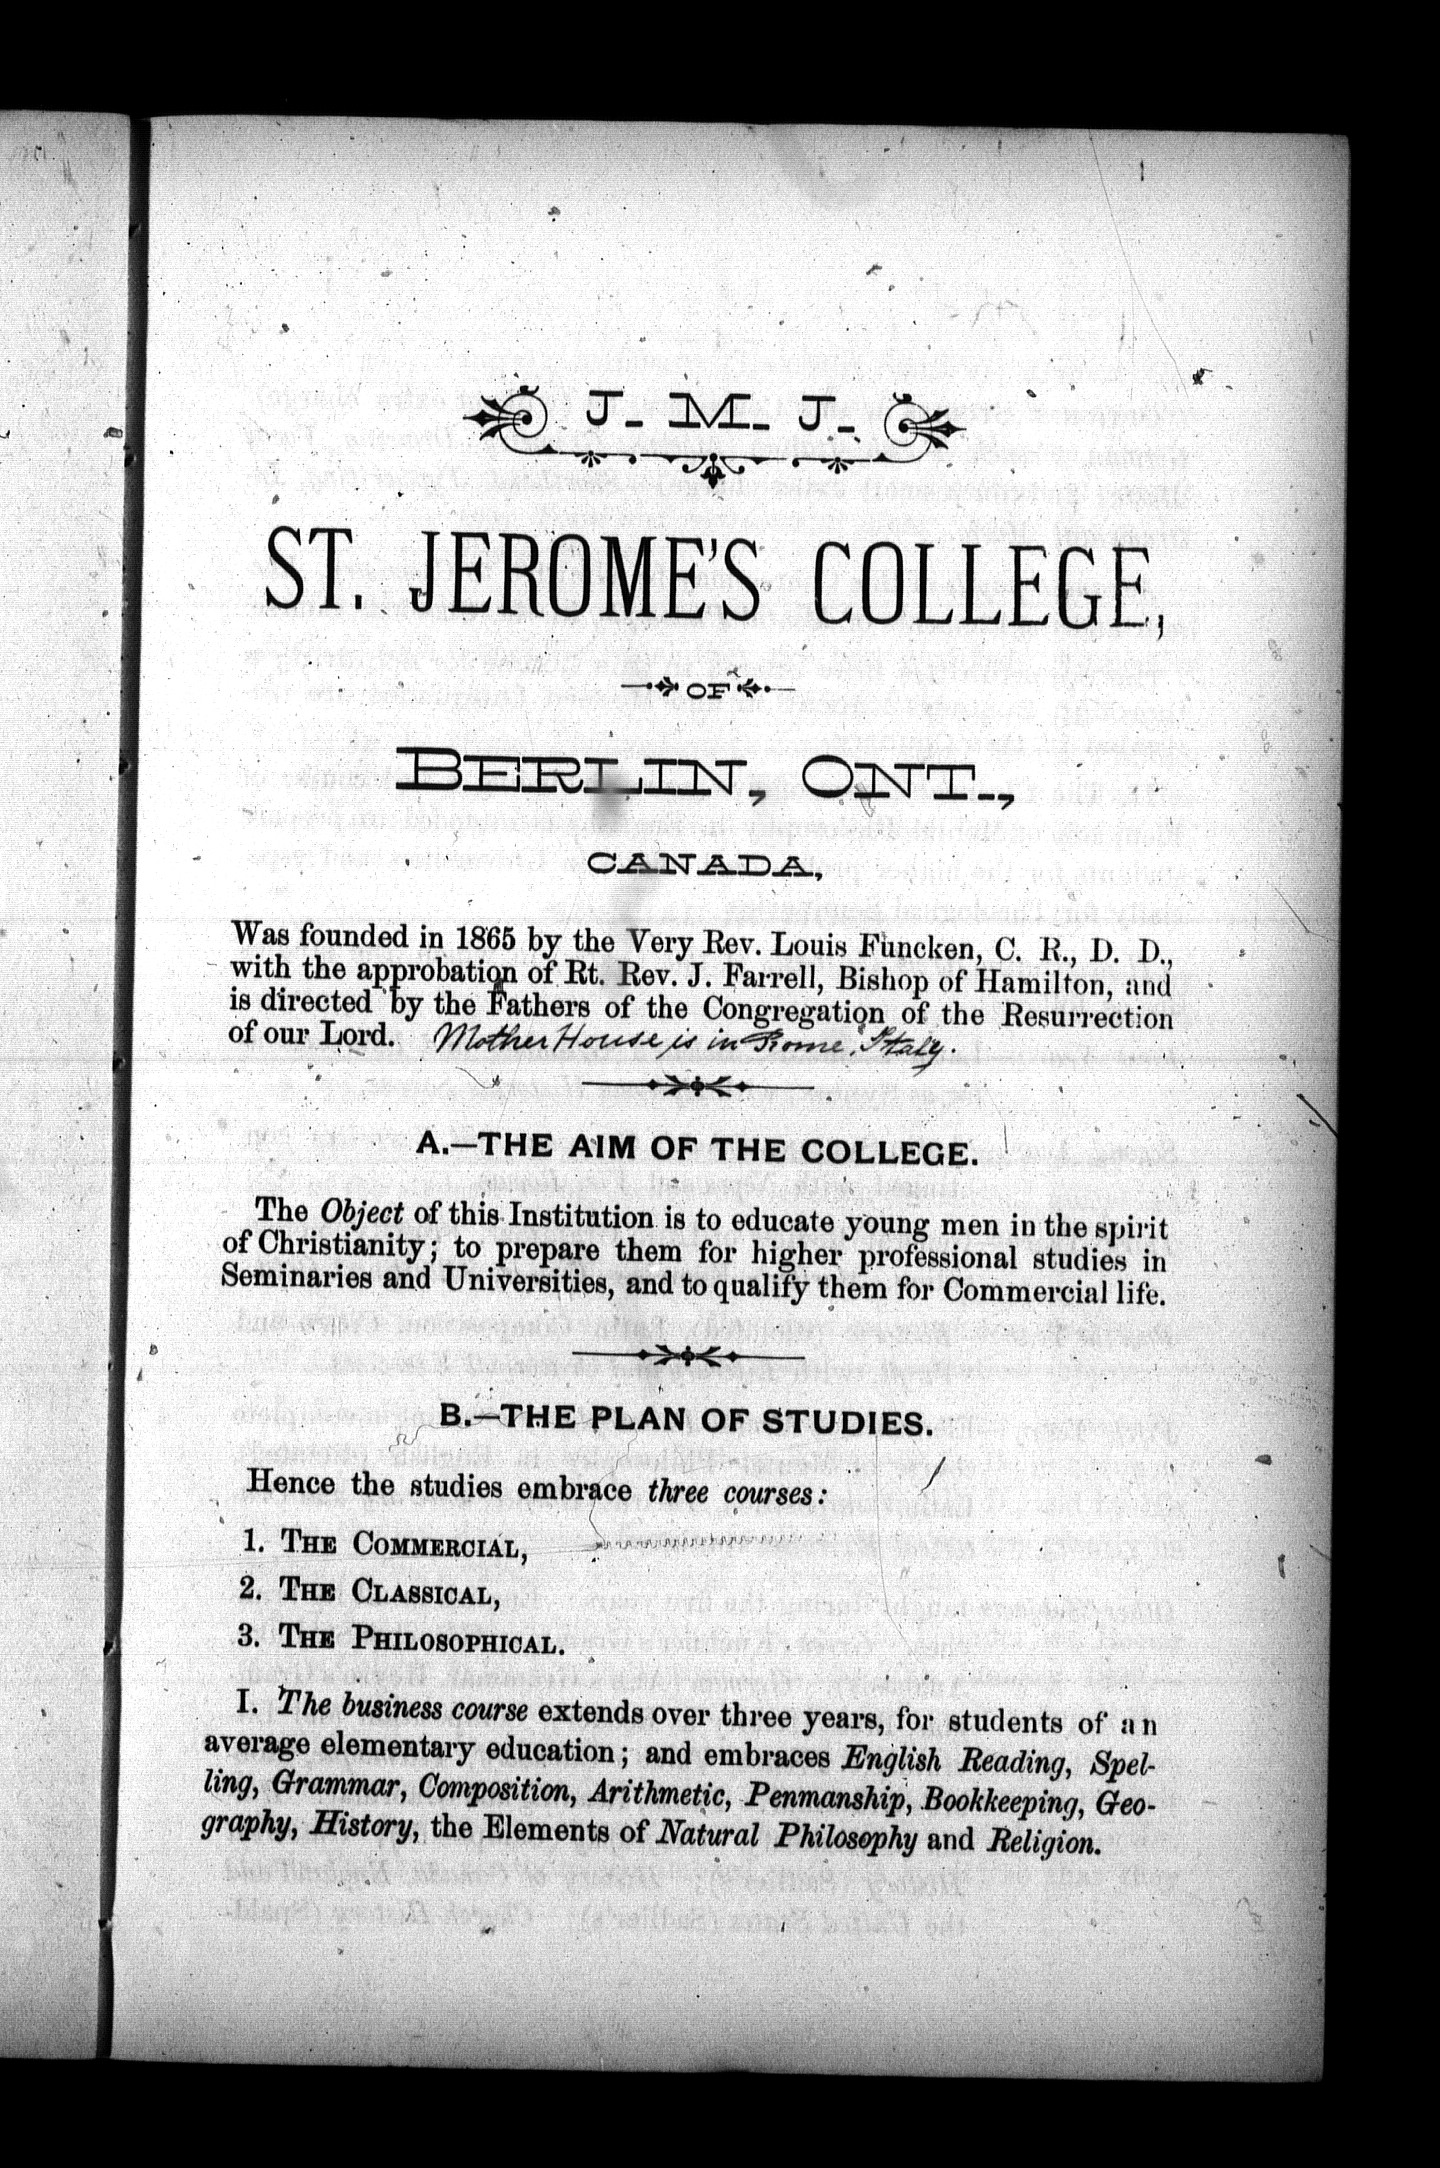 J. M. J.
ST. JEROME'S COLLEGE,
OF
BERLIN, ONT.,
CANADA,
Was founded in 1865 by the Very Rev. Louis Funcken, C. R., D. D.,
with the approbation of Rt. Rev. J. Farrell, Bishop of Hamilton, and
is directed by the Fathers of the Congregation of the Resurrection
of our Lord. Mother House is in Rome, Italy.
A.—THE AIM OF THE COLLEGE.
The Object of this Institution is to educate young men in the spirit
of Christianity; to prepare them for higher professional studies in
Seminaries and Universities, and to qualify them for Commercial life.
B.—THE PLAN OF STUDIES.
Hence the studies embrace three courses:
1. THE COMMERCIAL,
2. THE CLASSICAL,
3. THE PHILOSOPHICAL.
I. The business course extends over three years, for students of an
average elementary education; and embraces English Reading, Spel-
ling, Grammar, Composition, Arithmetic, Penmanship, Bookkeeping, Geo-
graphy, History, the Elements of Natural Philosophy and Religion.